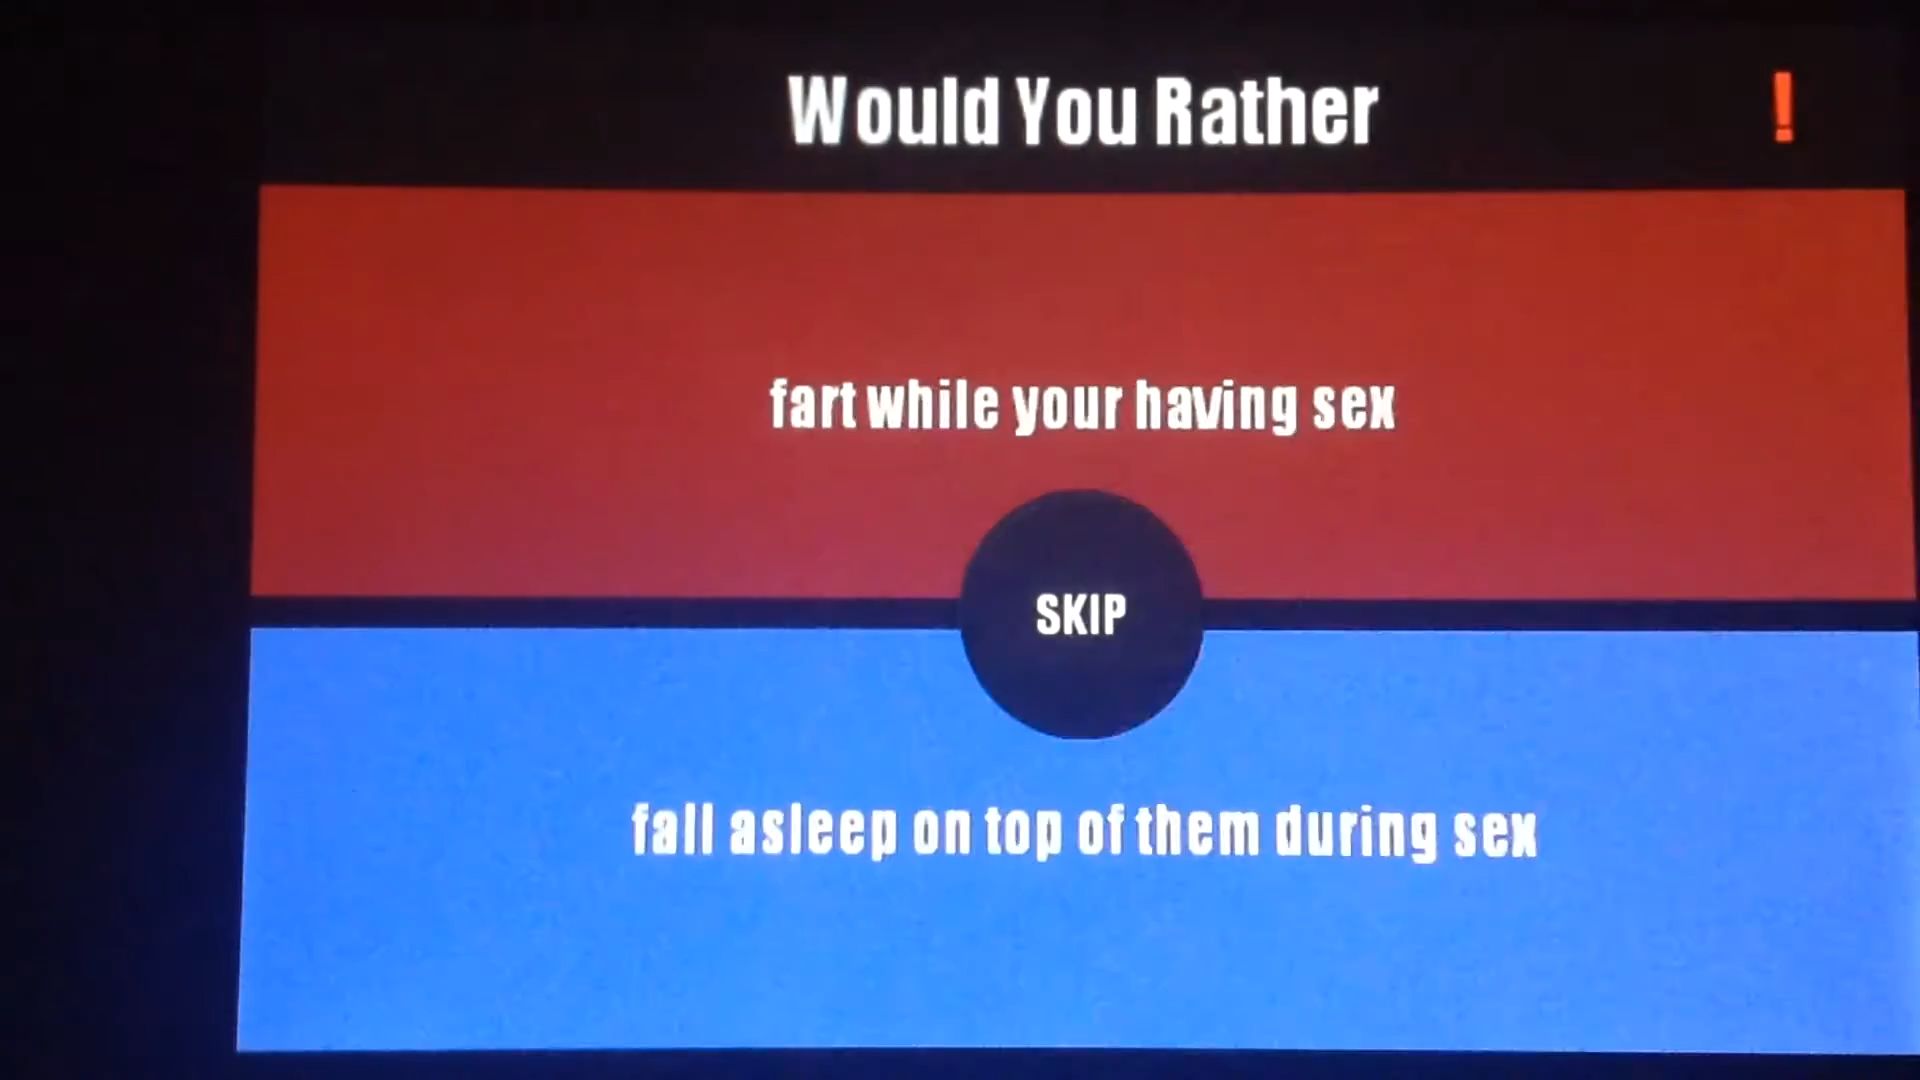 Would You Rather
!
fart while your having sex
SKIP
fall asleep on top of them during sex